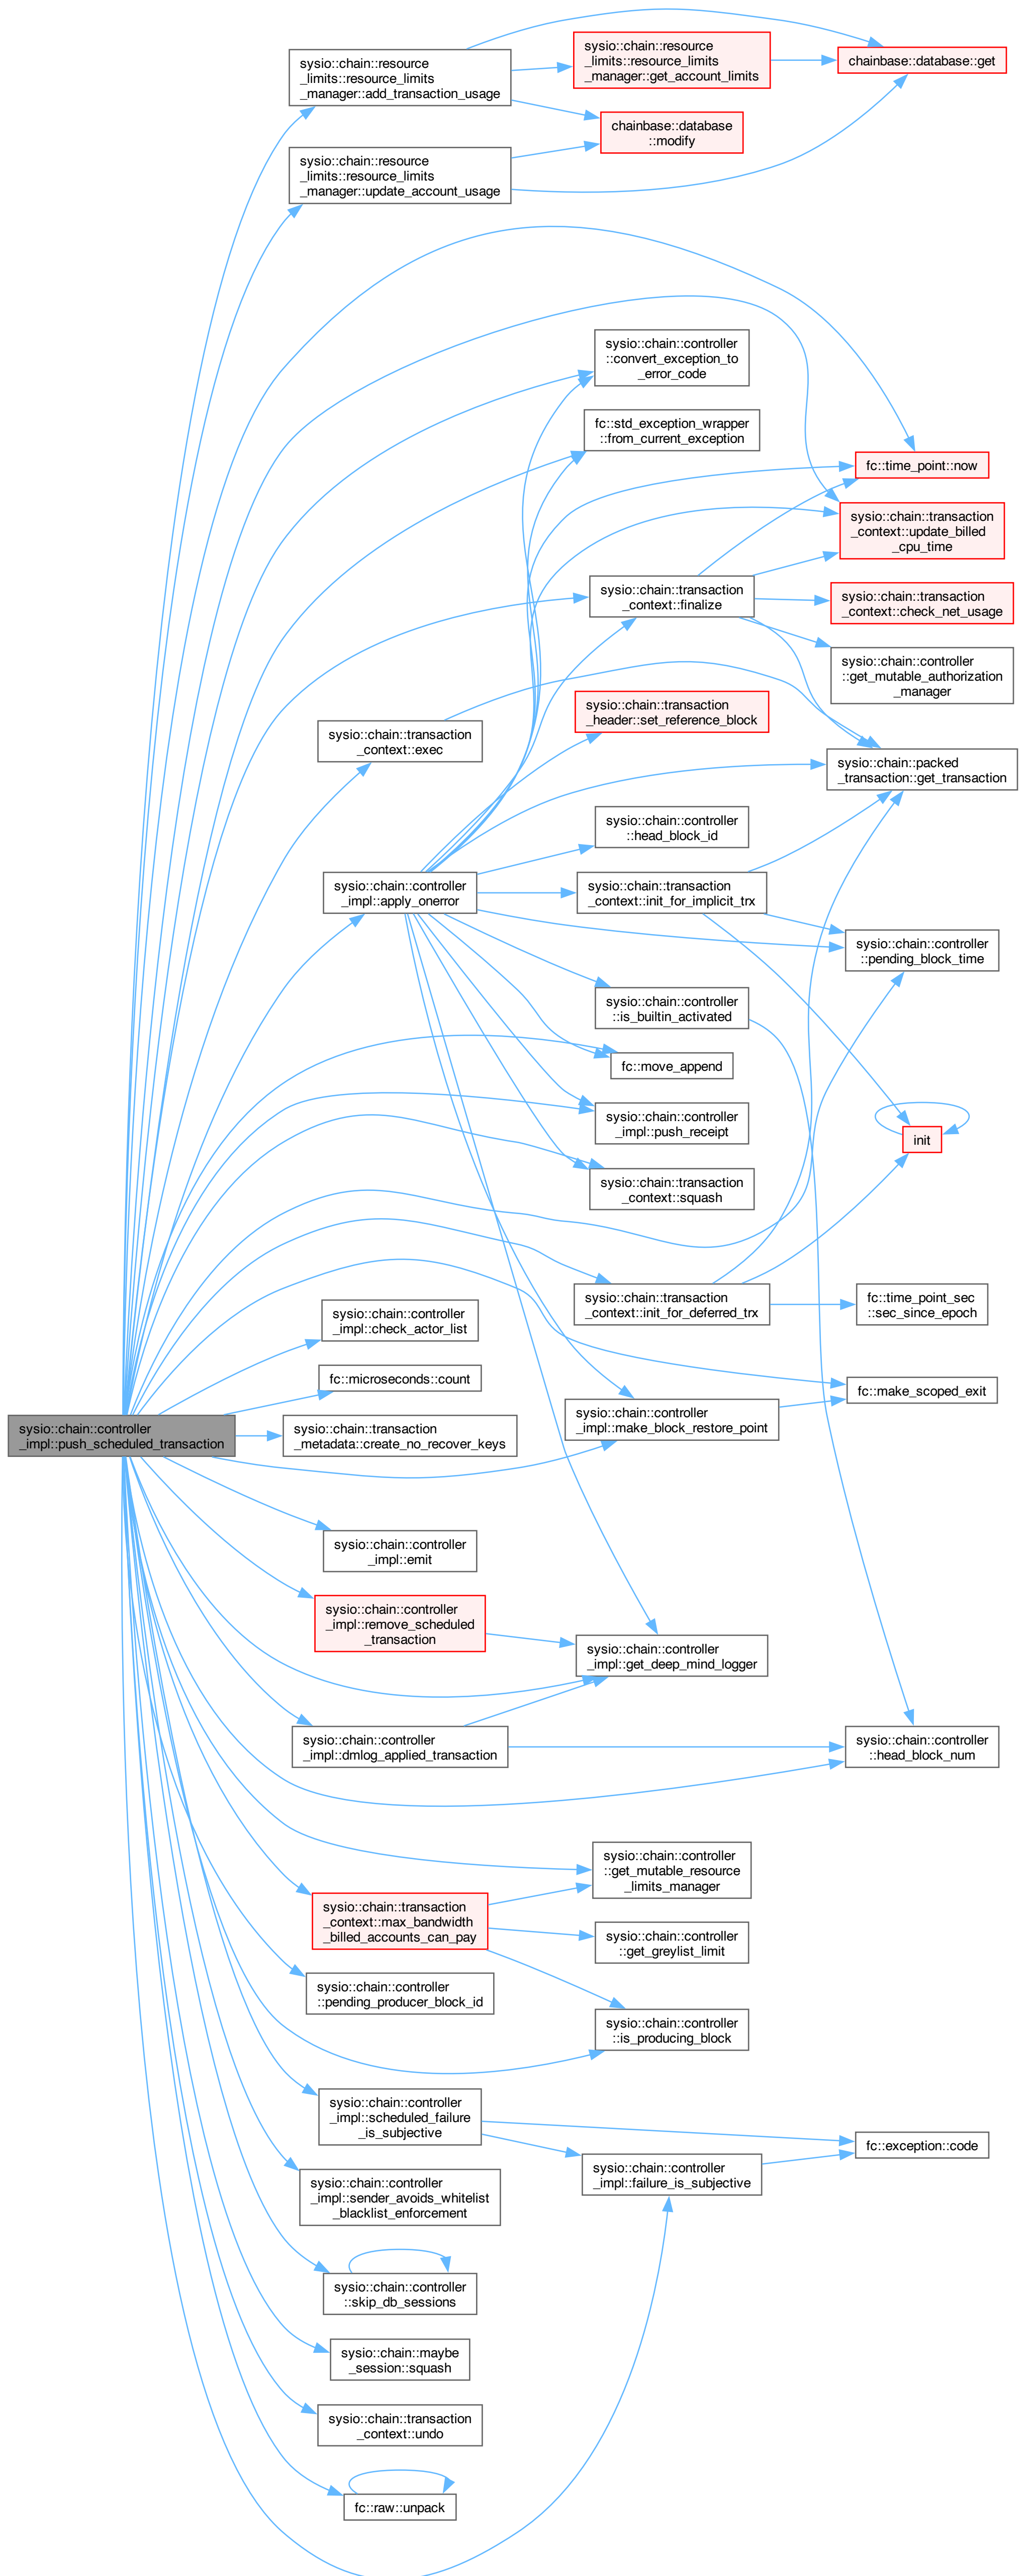 sysio::chain::resource
_limits::resource_limits
_manager::add_transaction_usage
sysio::chain::resource
_limits::resource_limits
_manager::get_account_limits
chainbase::database::get
chainbase::database
::modify
sysio::chain::resource
_limits::resource_limits
_manager::update_account_usage
sysio::chain::controller
::convert_exception_to
_error_code
fc::std_exception_wrapper
::from_current_exception
fc::time_point::now
sysio::chain::transaction
_context::update_billed
_cpu_time
sysio::chain::transaction
_context::finalize
sysio::chain::transaction
_context::check_net_usage
sysio::chain::controller
::get_mutable_authorization
_manager
sysio::chain::transaction
_header::set_reference_block
sysio::chain::transaction
_context::exec
sysio::chain::packed
_transaction::get_transaction
sysio::chain::controller
::head_block_id
sysio::chain::controller
_impl::apply_onerror
sysio::chain::transaction
_context::init_for_implicit_trx
sysio::chain::controller
::pending_block_time
sysio::chain::controller
::is_builtin_activated
fc::move_append
sysio::chain::controller
_impl::push_receipt
init
sysio::chain::transaction
_context::squash
sysio::chain::transaction
_context::init_for_deferred_trx
fc::time_point_sec
::sec_since_epoch
sysio::chain::controller
_impl::check_actor_list
fc::microseconds::count
fc::make_scoped_exit
sysio::chain::controller
_impl::push_scheduled_transaction
sysio::chain::transaction
_metadata::create_no_recover_keys
sysio::chain::controller
_impl::make_block_restore_point
sysio::chain::controller
_impl::emit
sysio::chain::controller
_impl::remove_scheduled
_transaction
sysio::chain::controller
_impl::get_deep_mind_logger
sysio::chain::controller
_impl::dmlog_applied_transaction
sysio::chain::controller
::head_block_num
sysio::chain::controller
::get_mutable_resource
_limits_manager
sysio::chain::transaction
_context::max_bandwidth
_billed_accounts_can_pay
sysio::chain::controller
::get_greylist_limit
sysio::chain::controller
::pending_producer_block_id
sysio::chain::controller
::is_producing_block
sysio::chain::controller
_impl::scheduled_failure
_is_subjective
fc::exception::code
sysio::chain::controller
_impl::failure_is_subjective
sysio::chain::controller
_impl::sender_avoids_whitelist
_blacklist_enforcement
sysio::chain::controller
::skip_db_sessions
sysio::chain::maybe
_session::squash
sysio::chain::transaction
_context::undo
fc::raw::unpack